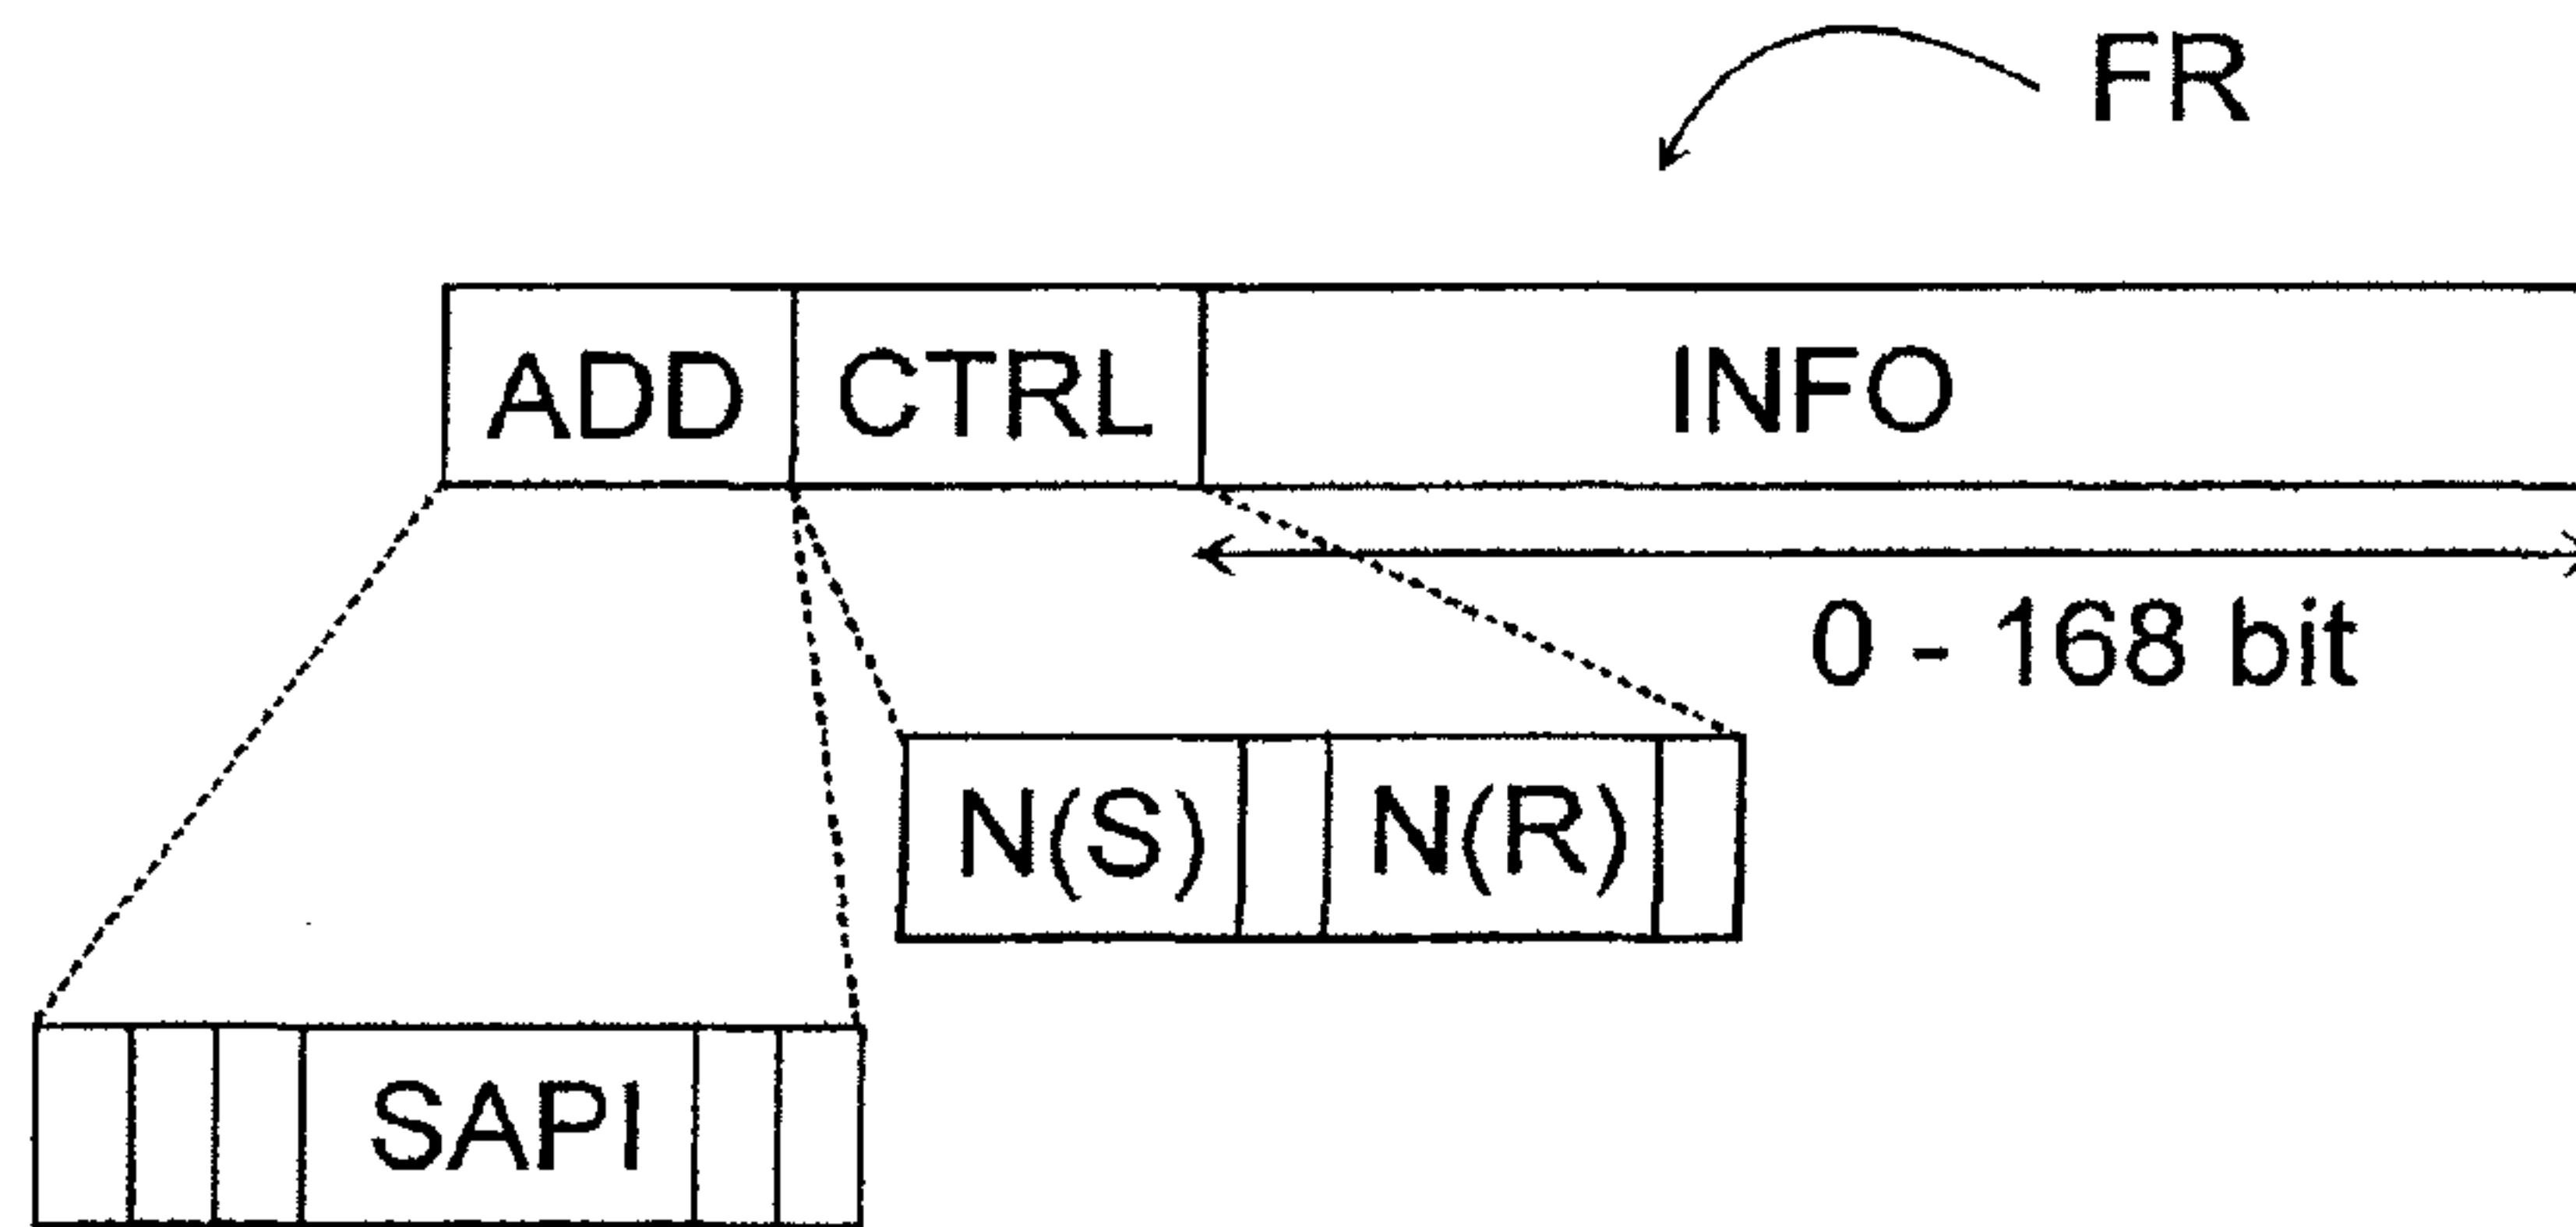 FR
ADD CTRL INFO
0 - 168 bit
N(S) N(R)
SAPI